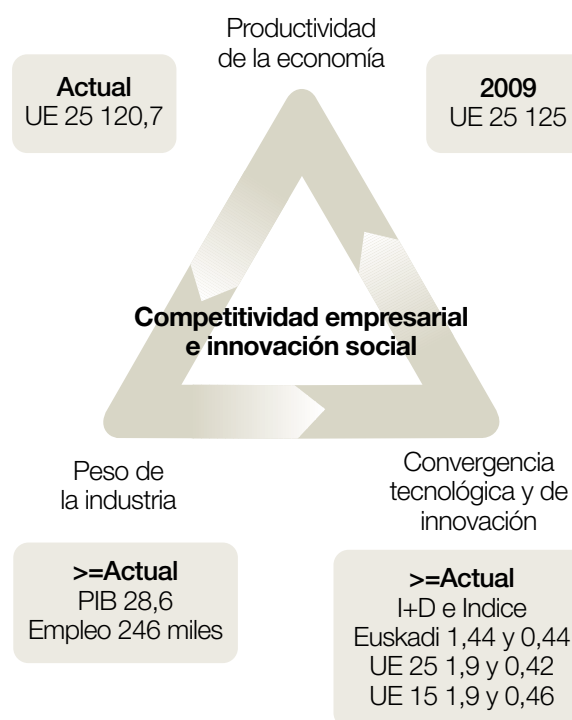 Productividad
de la economía
Actual
UE 25 120,7
2009
UE 25 125
Competitividad empresarial
e innovación social
Peso de
la industria
Convergencia
tecnológica y de
innovación
>=Actual
PIB 28,6
Empleo 246 miles
>=Actual
I+D e Indice
Euskadi 1,44 y 0,44
UE 25 1,9 y 0,42
UE 15 1,9 y 0,46